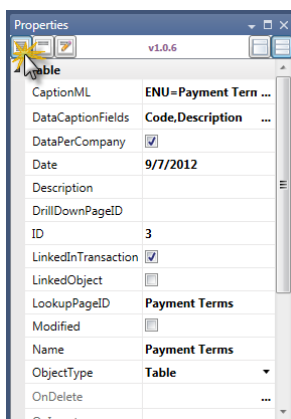 Properties
v1.0.6
Table
CaptionML ENU=Payment Tern ...
DataCaptionFields Code,Description ...
DataPerCompany
Date 9/7/2012
Description
DrillDownPageID
ID 3
LinkedInTransaction
LinkedObject
LookupPageID Payment Terms
Modified
Name Payment Terms
ObjectType Table
OnDelete ...